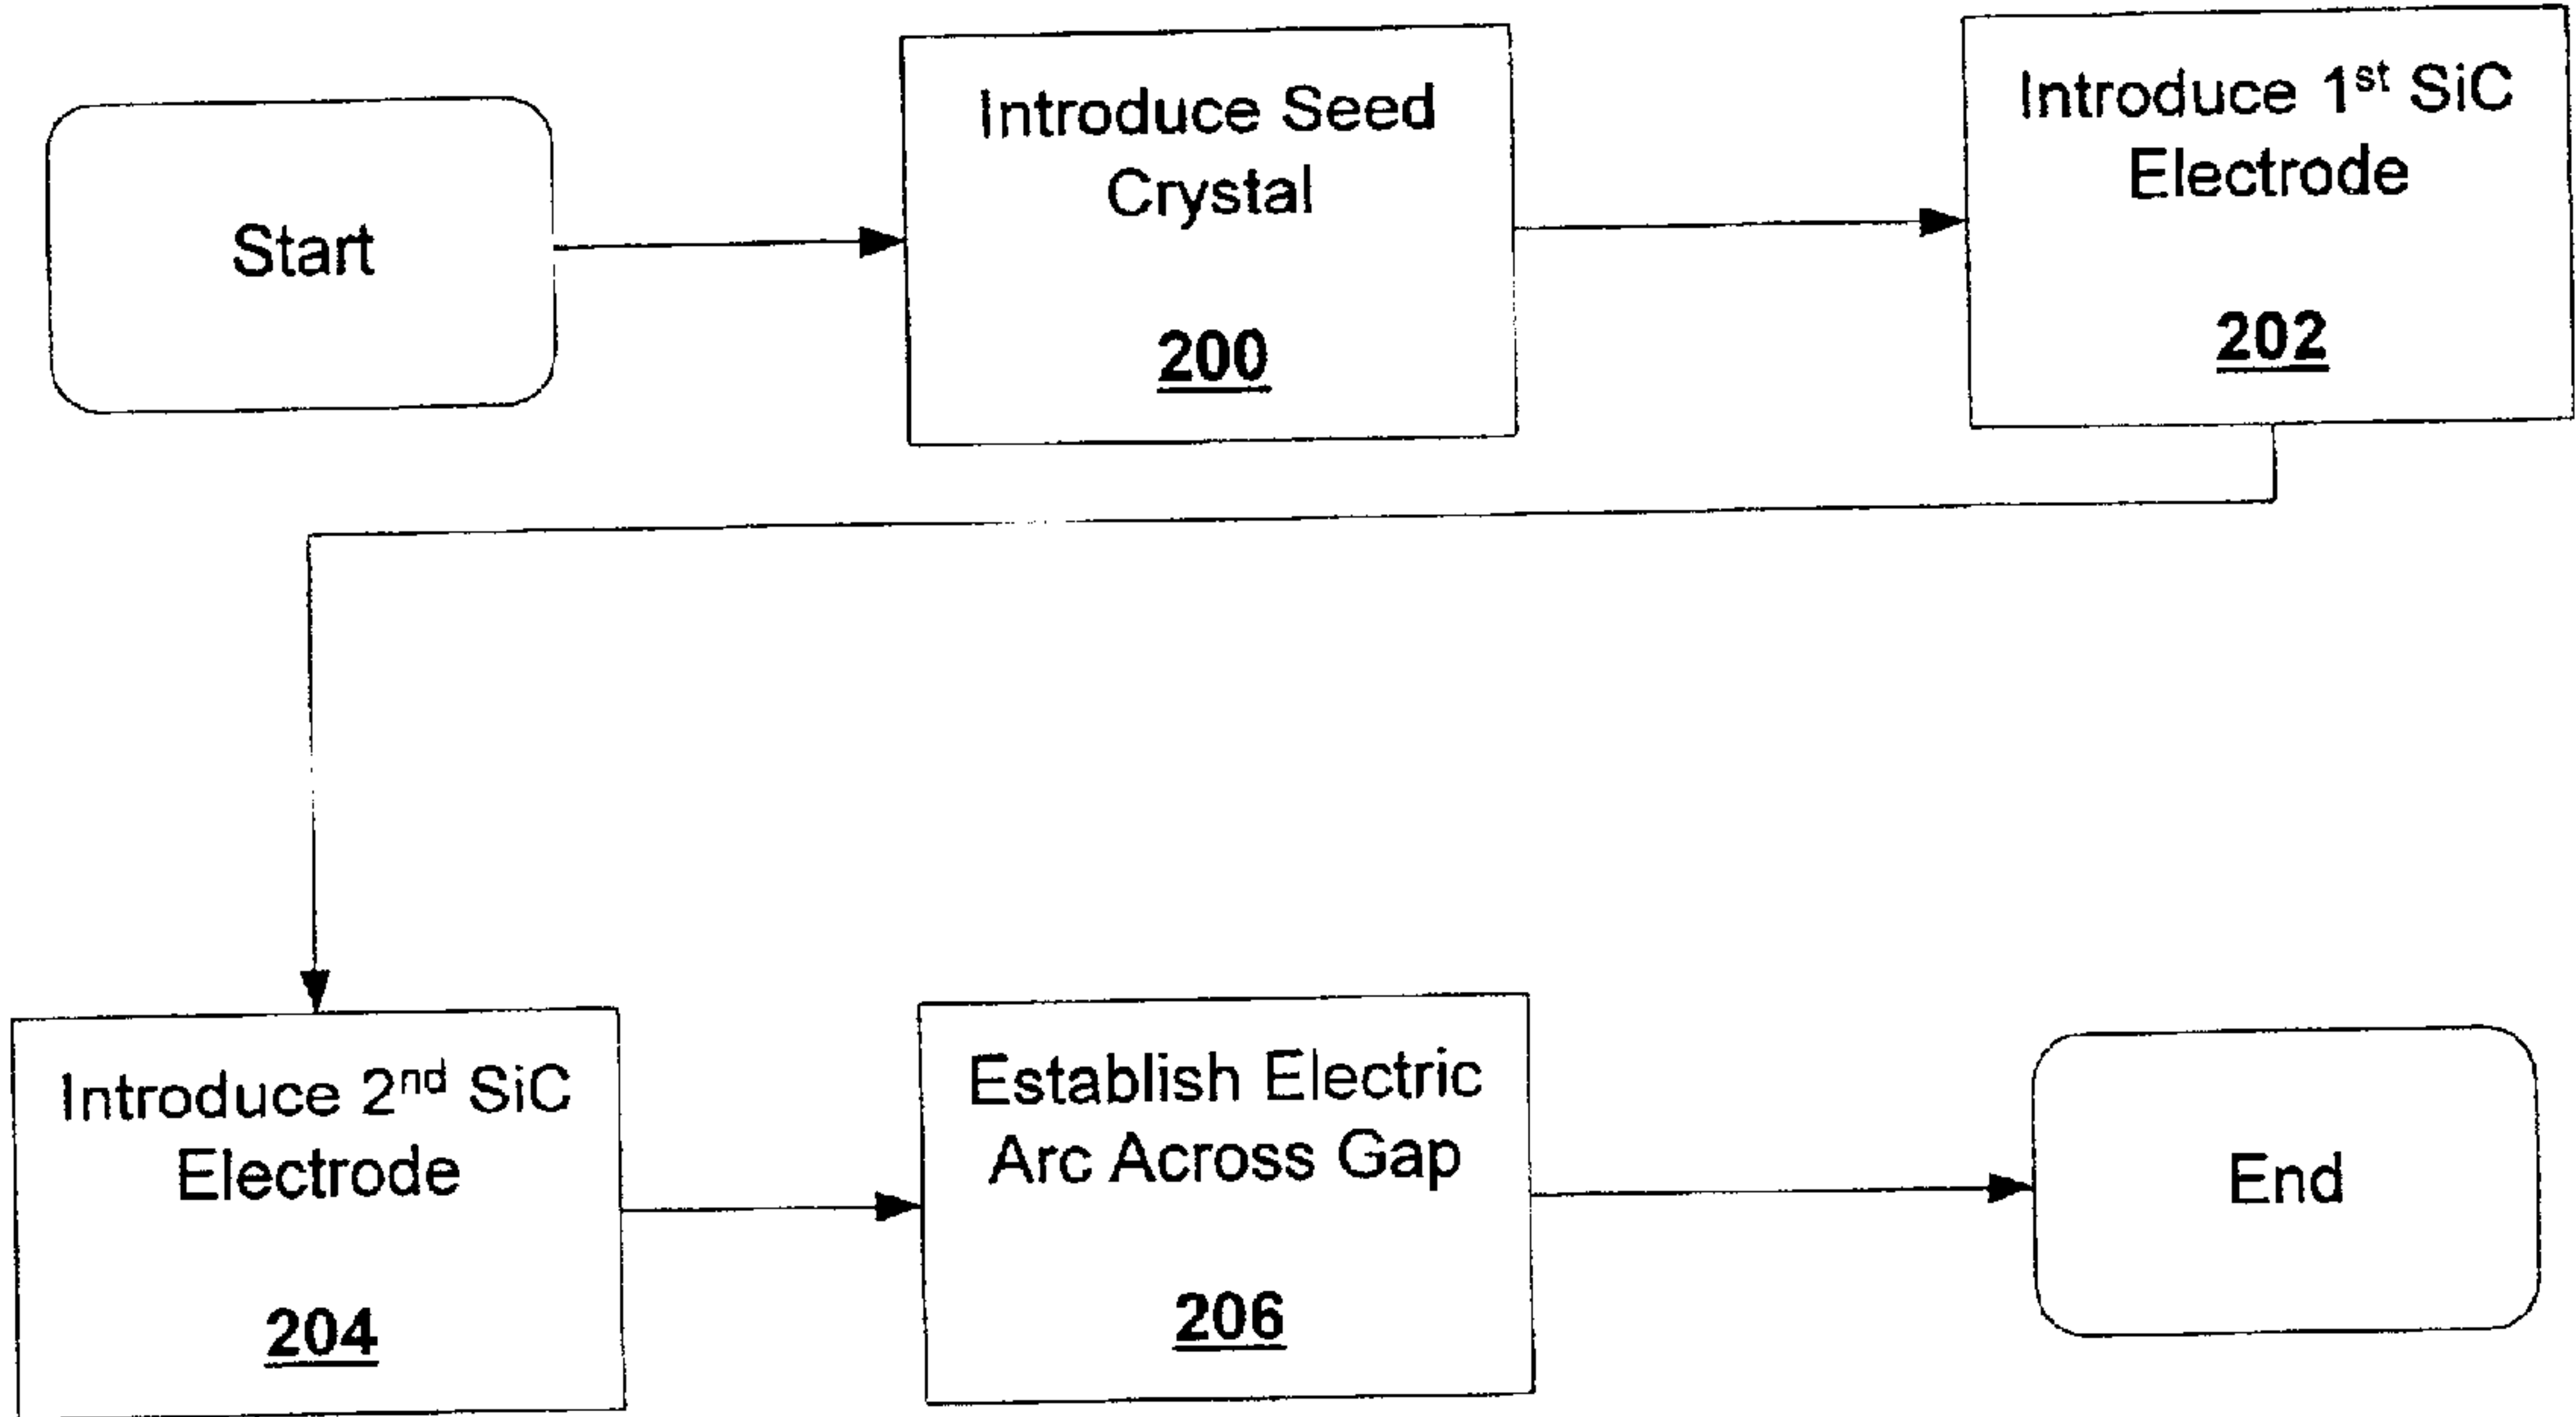 Start
Introduce Seed
Crystal
200
Introduce 1st SiC
Electrode
202
Introduce 2nd SiC
Electrode
204
Establish Electric
Arc Across Gap
206
End